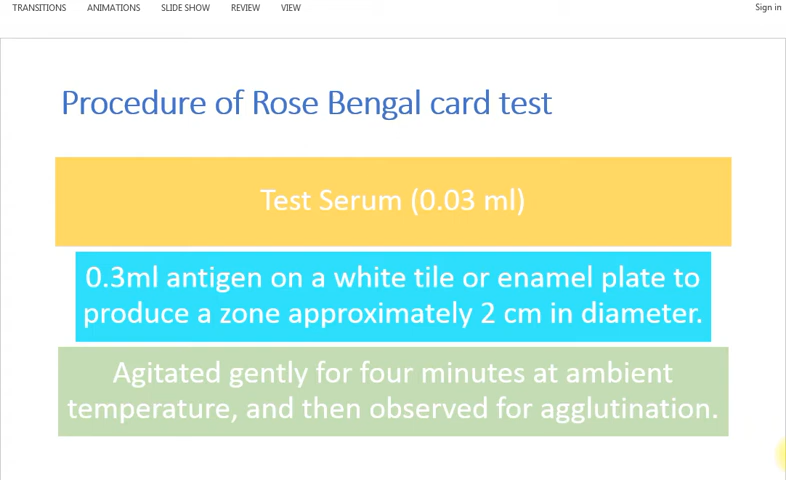 TRANSITIONS ANIMATIONS SLIDE SHOW REVIEW VIEW Sign in
Procedure of Rose Bengal card test
Test Serum (0.03 ml)
0.3ml antigen on a white tile or enamel plate to
produce a zone approximately 2 cm in diameter.
Agitated gently for four minutes at ambient
temperature, and then observed for agglutination.